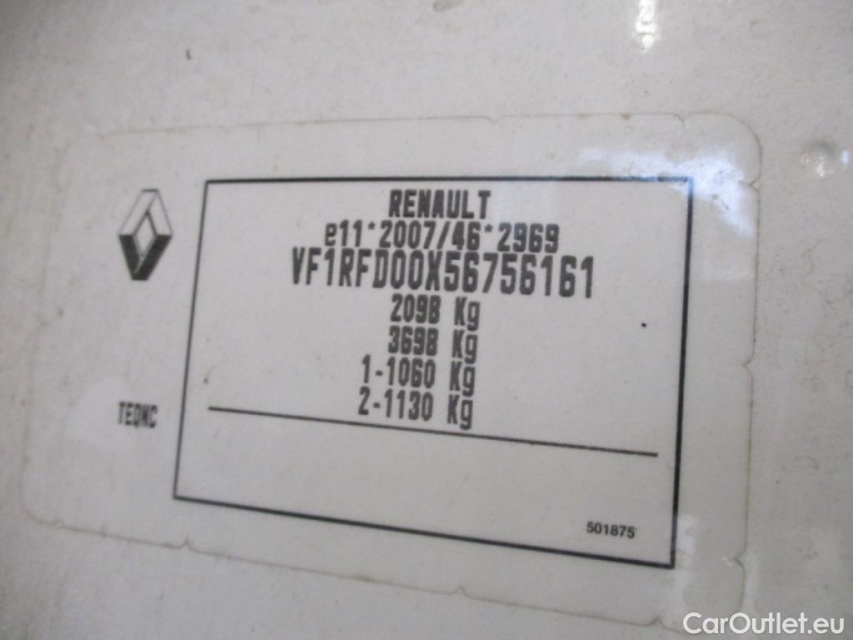 RENAULT
e11*2007/46*2969
VF1RFD00X56756161
2098 Kg
3698 Kg
1-1060 Kg
2-1130 Kg
TEQMC
501875
CarOutlet.eu